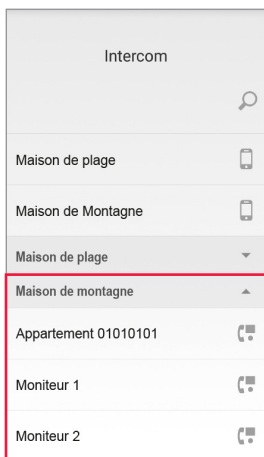 Intercom
Maison de plage
Maison de Montagne
Maison de plage
Maison de montagne
Appartement 01010101
Moniteur 1
Moniteur 2